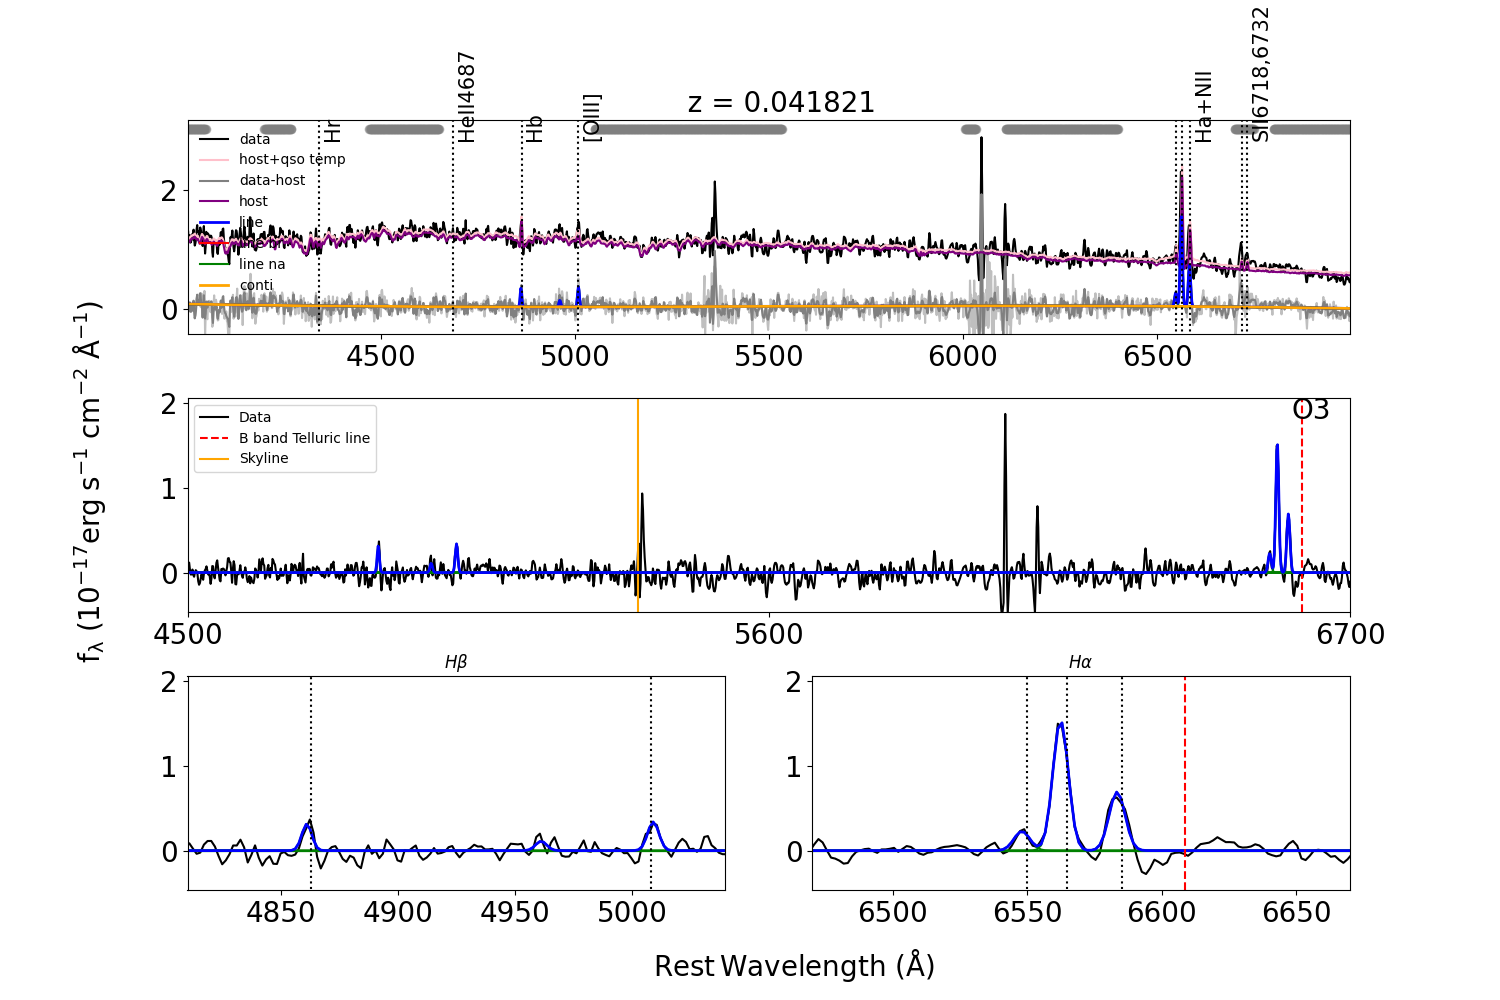 z = 0.041821
Hr
HeII4687
Hb
[OIII]
Ha+NII
SII6718,6732
data
host+qso temp
data-host
host
line
line na
conti
2
0
4500 5000 5500 6000 6500
fλ (10⁻¹⁷erg s⁻¹ cm⁻² Å⁻¹)
Data
B band Telluric line
Skyline
O3
2
1
0
4500 5600 6700
Hβ
2
1
0
4850 4900 4950 5000
Hα
2
1
0
6500 6550 6600 6650
Rest Wavelength (Å)